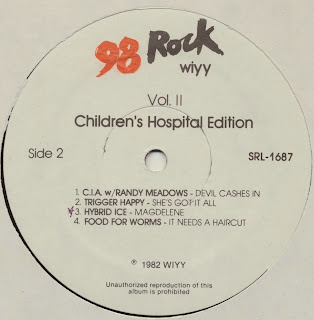 98 Rock
wiyy
Vol. II
Children's Hospital Edition
Side 2
SRL-1687
1. C.I.A. w/RANDY MEADOWS - DEVIL CASHES IN
2. TRIGGER HAPPY - SHE'S GOT IT ALL
3. HYBRID ICE - MAGDELENE
4. FOOD FOR WORMS - IT NEEDS A HAIRCUT
℗ 1982 WIYY
Unauthorized reproduction of this
album is prohibited